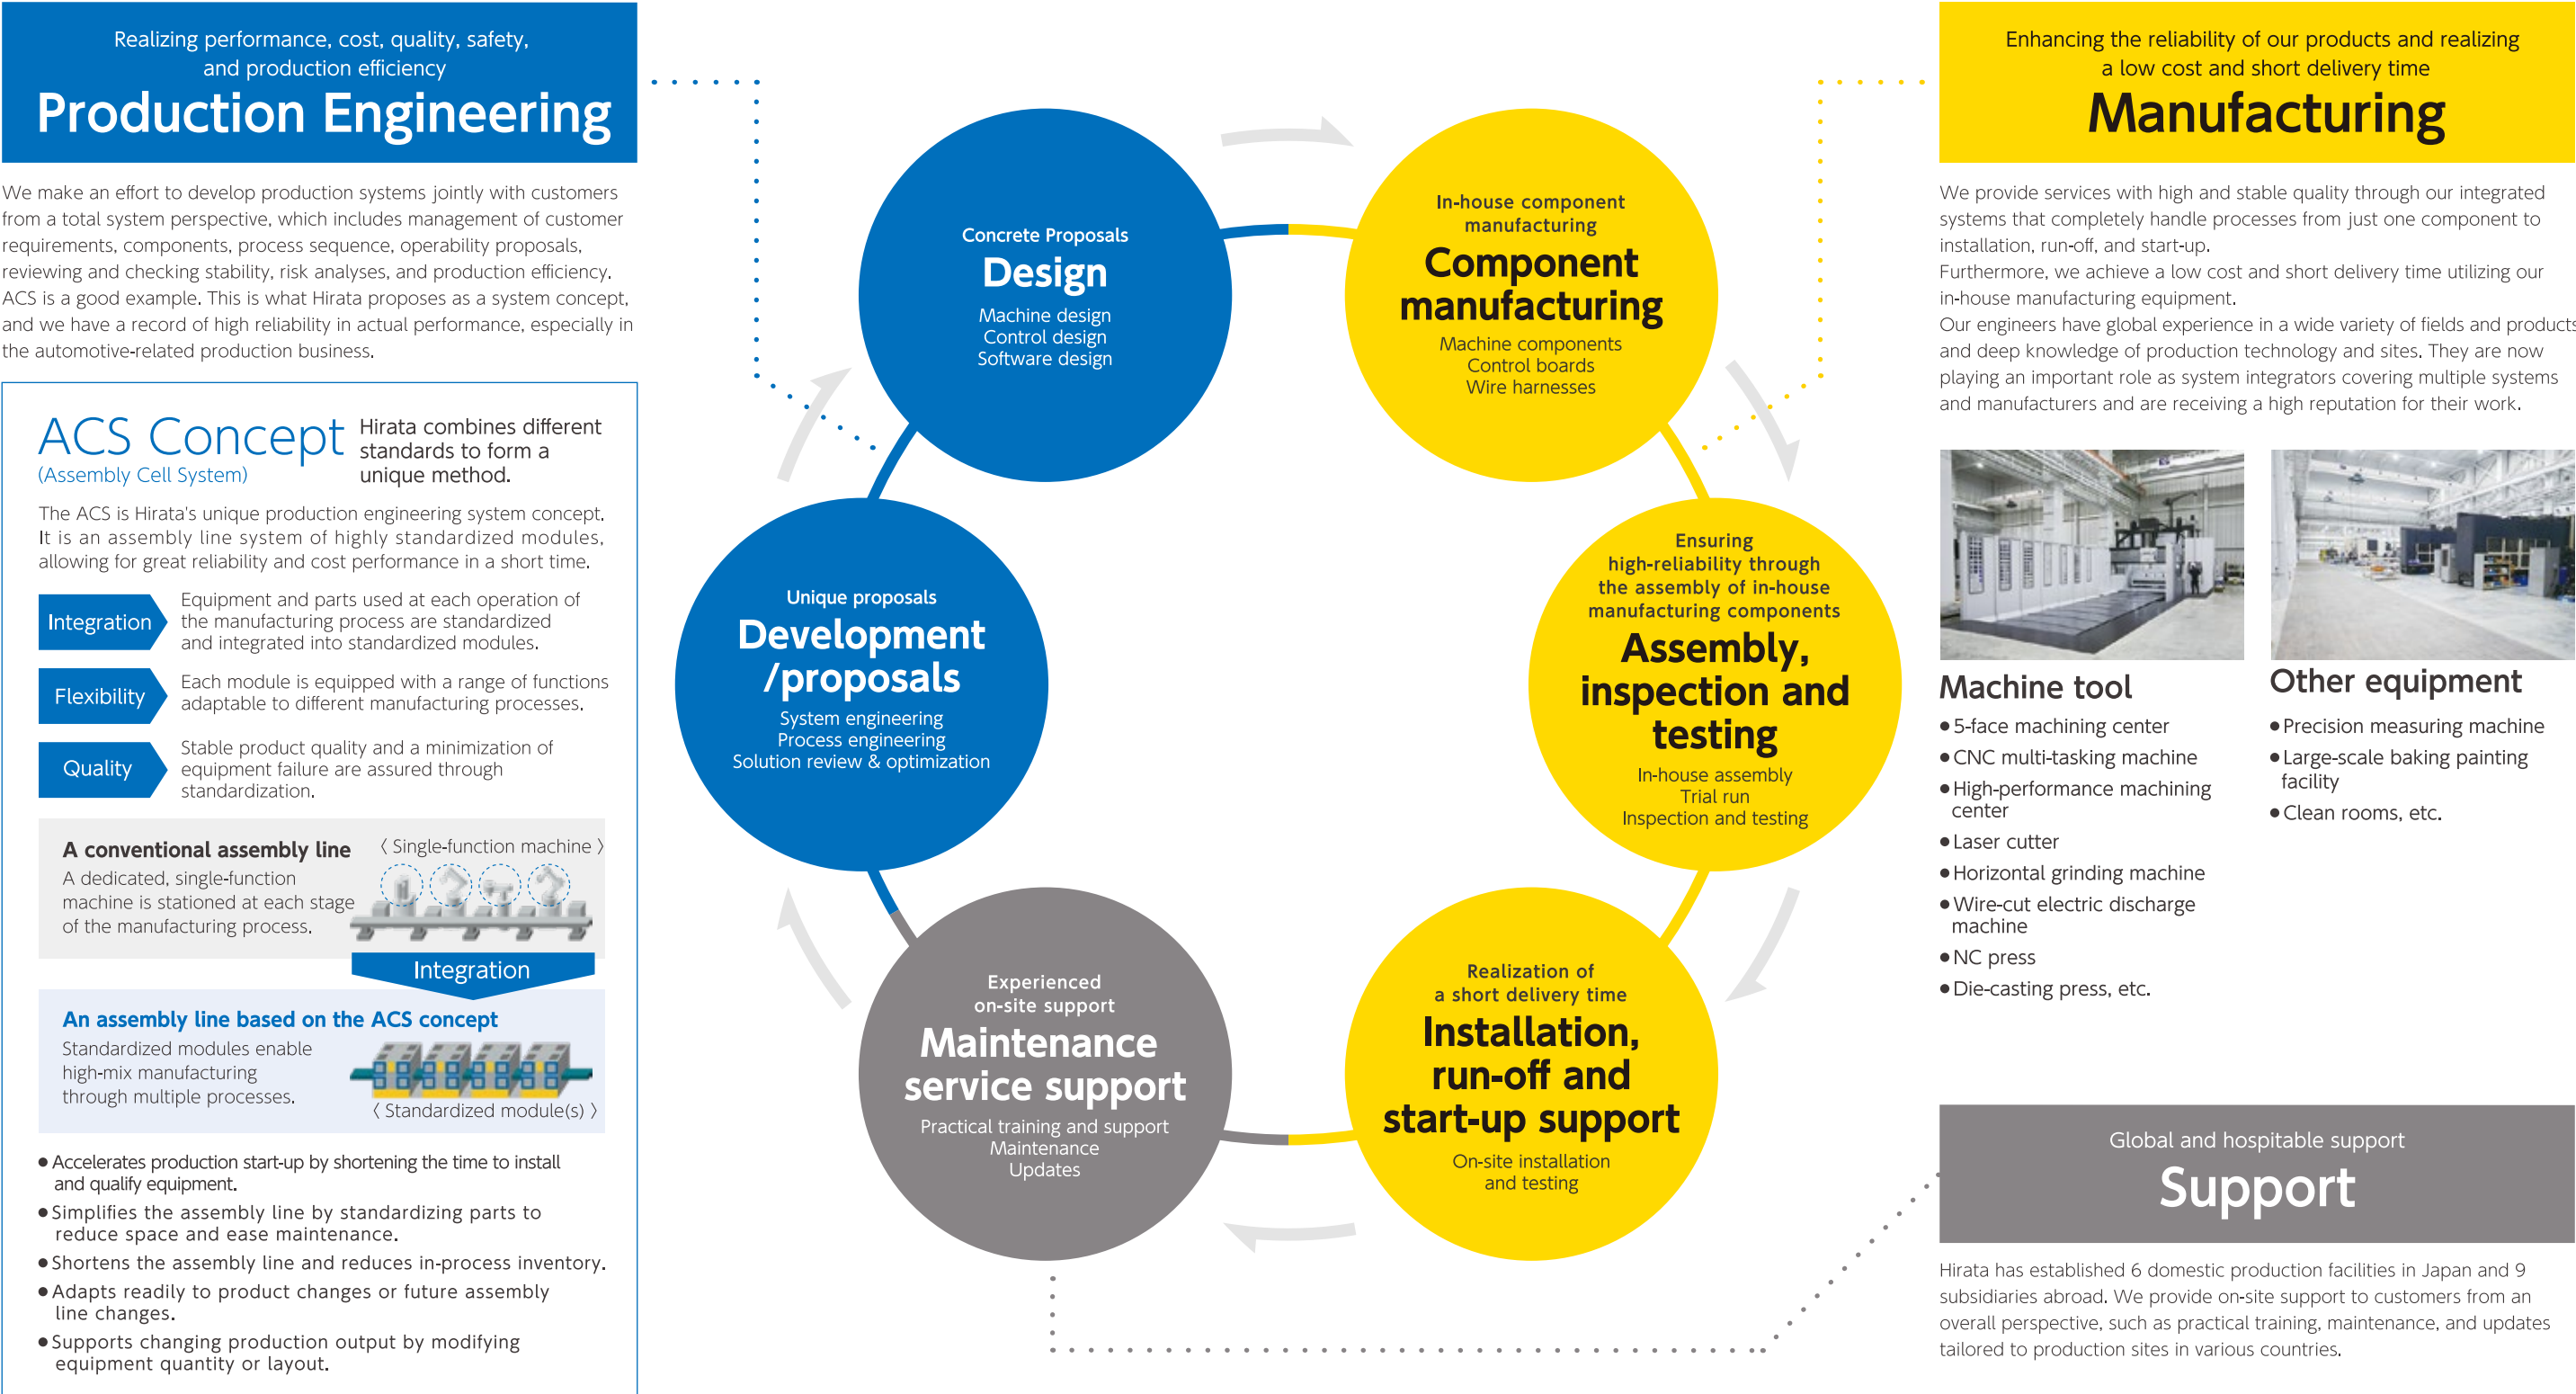 Realizing performance, cost, quality, safety,
and production efficiency
Production Engineering
We make an effort to develop production systems jointly with customers
from a total system perspective, which includes management of customer
requirements, components, process sequence, operability proposals,
reviewing and checking stability, risk analyses, and production efficiency.
ACS is a good example. This is what Hirata proposes as a system concept,
and we have a record of high reliability in actual performance, especially in
the automotive-related production business.
ACS Concept
(Assembly Cell System)
Hirata combines different
standards to form a
unique method.
The ACS is Hirata's unique production engineering system concept.
It is an assembly line system of highly standardized modules,
allowing for great reliability and cost performance in a short time.
Integration
Equipment and parts used at each operation of
the manufacturing process are standardized
and integrated into standardized modules.
Flexibility
Each module is equipped with a range of functions
adaptable to different manufacturing processes.
Quality
Stable product quality and a minimization of
equipment failure are assured through
standardization.
A conventional assembly line
〈 Single-function machine 〉
A dedicated, single-function
machine is stationed at each stage
of the manufacturing process.
Integration
An assembly line based on the ACS concept
Standardized modules enable
high-mix manufacturing
through multiple processes.
〈 Standardized module(s) 〉
● Accelerates production start-up by shortening the time to install
and qualify equipment.
● Simplifies the assembly line by standardizing parts to
reduce space and ease maintenance.
● Shortens the assembly line and reduces in-process inventory.
● Adapts readily to product changes or future assembly
line changes.
● Supports changing production output by modifying
equipment quantity or layout.
Concrete Proposals
Design
Machine design
Control design
Software design
In-house component
manufacturing
Component
manufacturing
Machine components
Control boards
Wire harnesses
Unique proposals
Development
/proposals
System engineering
Process engineering
Solution review & optimization
Ensuring
high-reliability through
the assembly of in-house
manufacturing components
Assembly,
inspection and
testing
In-house assembly
Trial run
Inspection and testing
Experienced
on-site support
Maintenance
service support
Practical training and support
Maintenance
Updates
Realization of
a short delivery time
Installation,
run-off and
start-up support
On-site installation
and testing
Enhancing the reliability of our products and realizing
a low cost and short delivery time
Manufacturing
We provide services with high and stable quality through our integrated
systems that completely handle processes from just one component to
installation, run-off, and start-up.
Furthermore, we achieve a low cost and short delivery time utilizing our
in-house manufacturing equipment.
Our engineers have global experience in a wide variety of fields and products
and deep knowledge of production technology and sites. They are now
playing an important role as system integrators covering multiple systems
and manufacturers and are receiving a high reputation for their work.
Machine tool
● 5-face machining center
● CNC multi-tasking machine
● High-performance machining
center
● Laser cutter
● Horizontal grinding machine
● Wire-cut electric discharge
machine
● NC press
● Die-casting press, etc.
Other equipment
● Precision measuring machine
● Large-scale baking painting
facility
● Clean rooms, etc.
Global and hospitable support
Support
Hirata has established 6 domestic production facilities in Japan and 9
subsidiaries abroad. We provide on-site support to customers from an
overall perspective, such as practical training, maintenance, and updates
tailored to production sites in various countries.